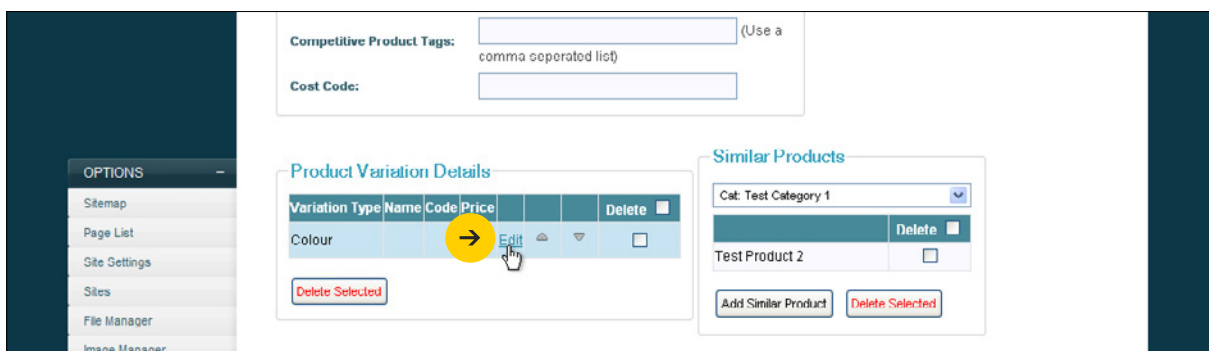 Competitive Product Tags:
(Use a
comma seperated list)
Cost Code:
OPTIONS –
Sitemap
Page List
Site Settings
Sites
File Manager
Image Manager
Product Variation Details
Variation Type Name Code Price Delete
Colour Edit
Delete Selected
Similar Products
Cat: Test Category 1
Delete
Test Product 2
Add Similar Product Delete Selected